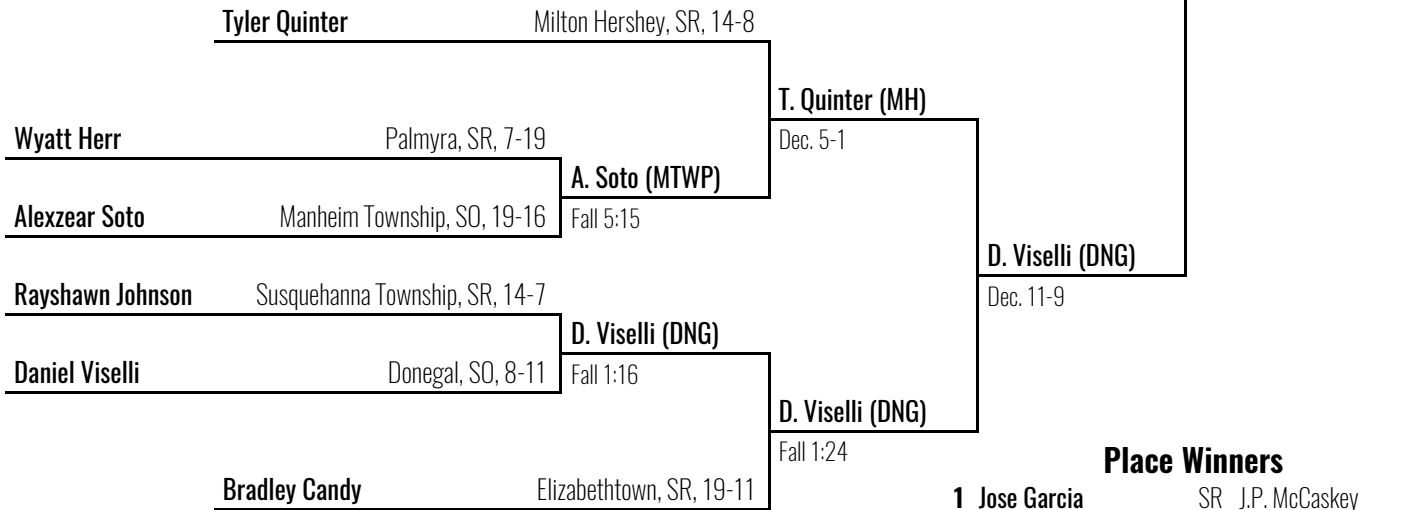 Tyler Quinter Milton Hershey, SR, 14-8
T. Quinter (MH)
Wyatt Herr Palmyra, SR, 7-19
Dec. 5-1
A. Soto (MTWP)
Alexzear Soto Manheim Township, SO, 19-16
Fall 5:15
D. Viselli (DNG)
Rayshawn Johnson Susquehanna Township, SR, 14-7
Dec. 11-9
D. Viselli (DNG)
Daniel Viselli Donegal, SO, 8-11
Fall 1:16
D. Viselli (DNG)
Fall 1:24
Place Winners
Bradley Candy Elizabethtown, SR, 19-11
1 Jose Garcia SR J.P. McCaskey